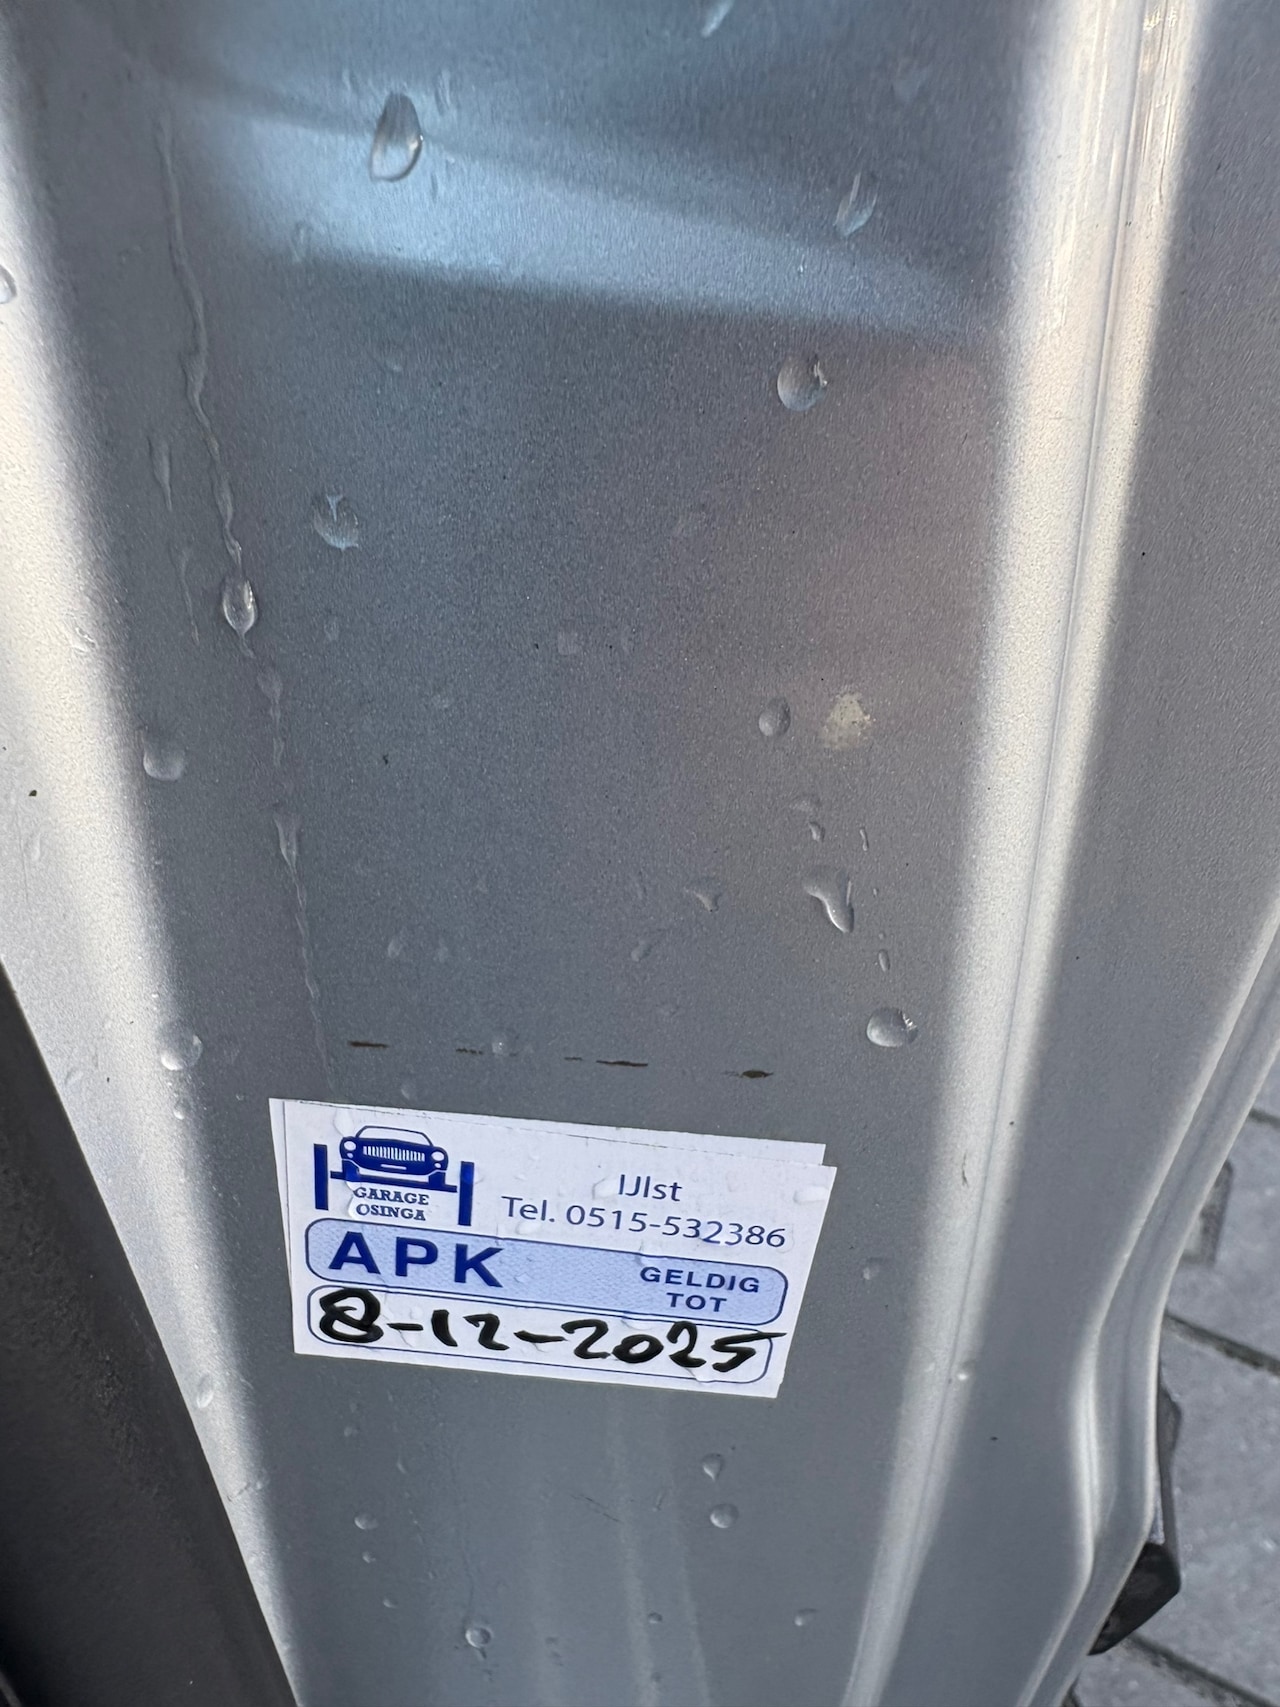 GARAGE
OSINGA
IJlst
Tel. 0515-532386
APK
GELDIG
TOT
8-12-2025